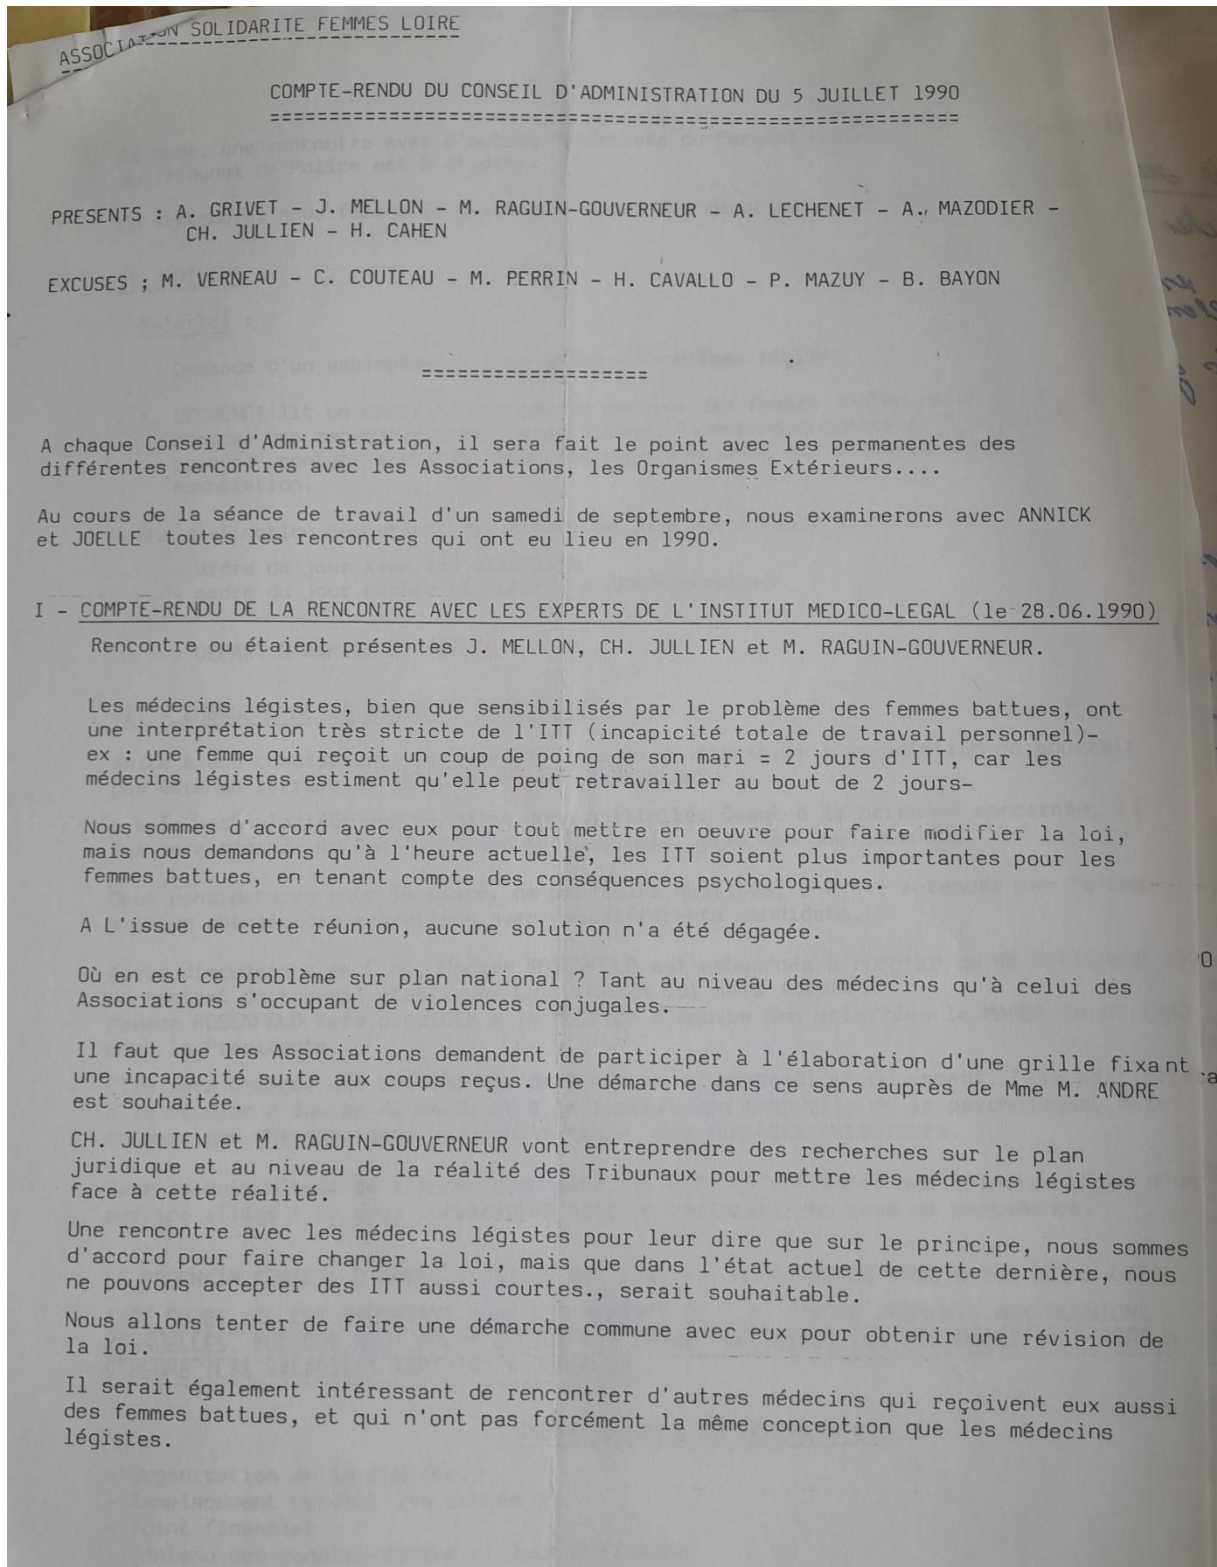 ASSOCIATION SOLIDARITE FEMMES LOIRE
COMPTE-RENDU DU CONSEIL D'ADMINISTRATION DU 5 JUILLET 1990
==========================================================
PRESENTS : A. GRIVET - J. MELLON - M. RAGUIN-GOUVERNEUR - A. LECHENET - A., MAZODIER -
CH. JULLIEN - H. CAHEN
EXCUSES ; M. VERNEAU - C. COUTEAU - M. PERRIN - H. CAVALLO - P. MAZUY - B. BAYON
===================
A chaque Conseil d'Administration, il sera fait le point avec les permanentes des
différentes rencontres avec les Associations, les Organismes Extérieurs....
Au cours de la séance de travail d'un samedi de septembre, nous examinerons avec ANNICK
et JOELLE toutes les rencontres qui ont eu lieu en 1990.
I - COMPTE-RENDU DE LA RENCONTRE AVEC LES EXPERTS DE L'INSTITUT MEDICO-LEGAL (le 28.06.1990)
Rencontre ou étaient présentes J. MELLON, CH. JULLIEN et M. RAGUIN-GOUVERNEUR.
Les médecins légistes, bien que sensibilisés par le problème des femmes battues, ont
une interprétation très stricte de l'ITT (incapicité totale de travail personnel)-
ex : une femme qui reçoit un coup de poing de son mari = 2 jours d'ITT, car les
médecins légistes estiment qu'elle peut retravailler au bout de 2 jours-
Nous sommes d'accord avec eux pour tout mettre en oeuvre pour faire modifier la loi,
mais nous demandons qu'à l'heure actuelle, les ITT soient plus importantes pour les
femmes battues, en tenant compte des conséquences psychologiques.
A L'issue de cette réunion, aucune solution n'a été dégagée.
Où en est ce problème sur plan national ? Tant au niveau des médecins qu'à celui des
Associations s'occupant de violences conjugales.
Il faut que les Associations demandent de participer à l'élaboration d'une grille fixant
une incapacité suite aux coups reçus. Une démarche dans ce sens auprès de Mme M. ANDRE
est souhaitée.
CH. JULLIEN et M. RAGUIN-GOUVERNEUR vont entreprendre des recherches sur le plan
juridique et au niveau de la réalité des Tribunaux pour mettre les médecins légistes
face à cette réalité.
Une rencontre avec les médecins légistes pour leur dire que sur le principe, nous sommes
d'accord pour faire changer la loi, mais que dans l'état actuel de cette dernière, nous
ne pouvons accepter des ITT aussi courtes., serait souhaitable.
Nous allons tenter de faire une démarche commune avec eux pour obtenir une révision de
la loi.
Il serait également intéressant de rencontrer d'autres médecins qui reçoivent eux aussi
des femmes battues, et qui n'ont pas forcément la même conception que les médecins
légistes.